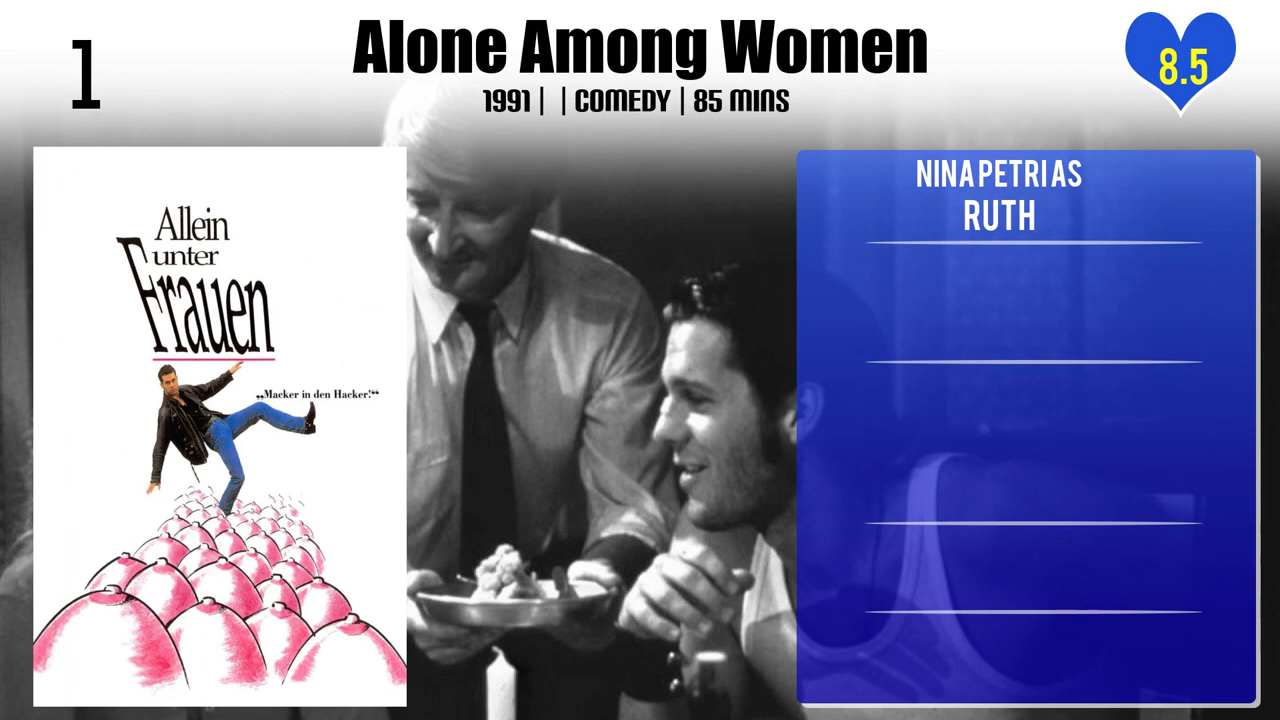 1
Alone Among Women
1991 | | COMEDY | 85 MINS
8.5
Allein
unter
Frauen
„Macker in den Hacker!“
NINA PETRI AS
RUTH